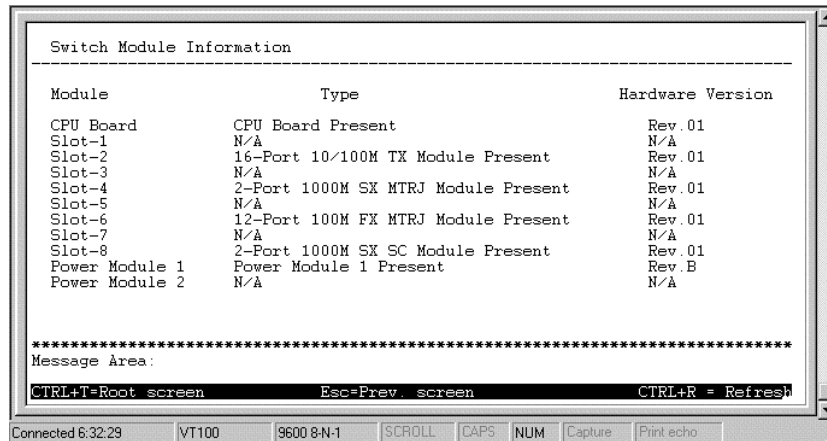 Switch Module Information
Module Type Hardware Version
CPU Board CPU Board Present Rev.01
Slot-1 N/A N/A
Slot-2 16-Port 10/100M TX Module Present Rev.01
Slot-3 N/A N/A
Slot-4 2-Port 1000M SX MTRJ Module Present Rev.01
Slot-5 N/A N/A
Slot-6 12-Port 100M FX MTRJ Module Present Rev.01
Slot-7 N/A N/A
Slot-8 2-Port 1000M SX SC Module Present Rev.01
Power Module 1 Power Module 1 Present Rev.B
Power Module 2 N/A N/A
*******************************************************************************
Message Area:
CTRL+T=Root screen Esc=Prev. screen CTRL+R = Refresh
Connected 6:32:29 VT100 9600 8-N-1 SCROLL CAPS NUM Capture Print echo